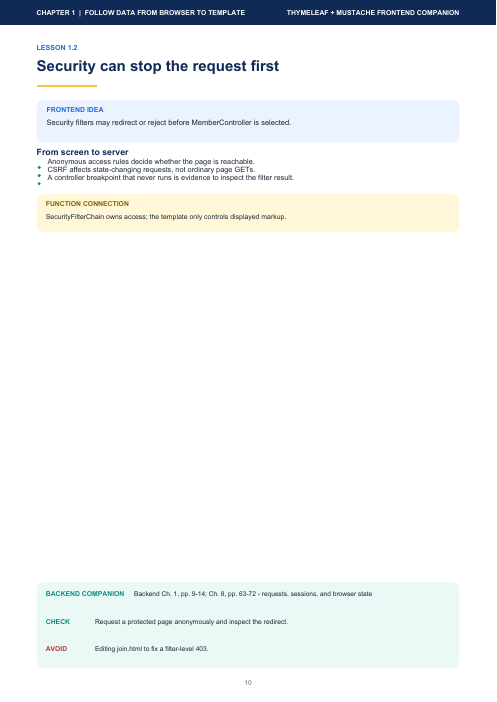 CHAPTER 1 | FOLLOW DATA FROM BROWSER TO TEMPLATE
THYMELEAF + MUSTACHE FRONTEND COMPANION
LESSON 1.2
Security can stop the request first
FRONTEND IDEA
Security filters may redirect or reject before MemberController is selected.
From screen to server
Anonymous access rules decide whether the page is reachable.
CSRF affects state-changing requests, not ordinary page GETs.
A controller breakpoint that never runs is evidence to inspect the filter result.
FUNCTION CONNECTION
SecurityFilterChain owns access; the template only controls displayed markup.
BACKEND COMPANION Backend Ch. 1, pp. 9-14; Ch. 8, pp. 63-72 - requests, sessions, and browser state
CHECK Request a protected page anonymously and inspect the redirect.
AVOID Editing join.html to fix a filter-level 403.
10